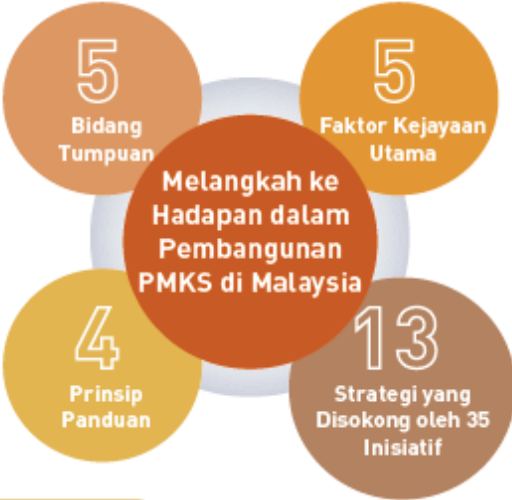 5
Bidang
Tumpuan
5
Faktor Kejayaan
Utama
Melangkah ke
Hadapan dalam
Pembangunan
PMKS di Malaysia
4
Prinsip
Panduan
13
Strategi yang
Disokong oleh 35
Inisiatif